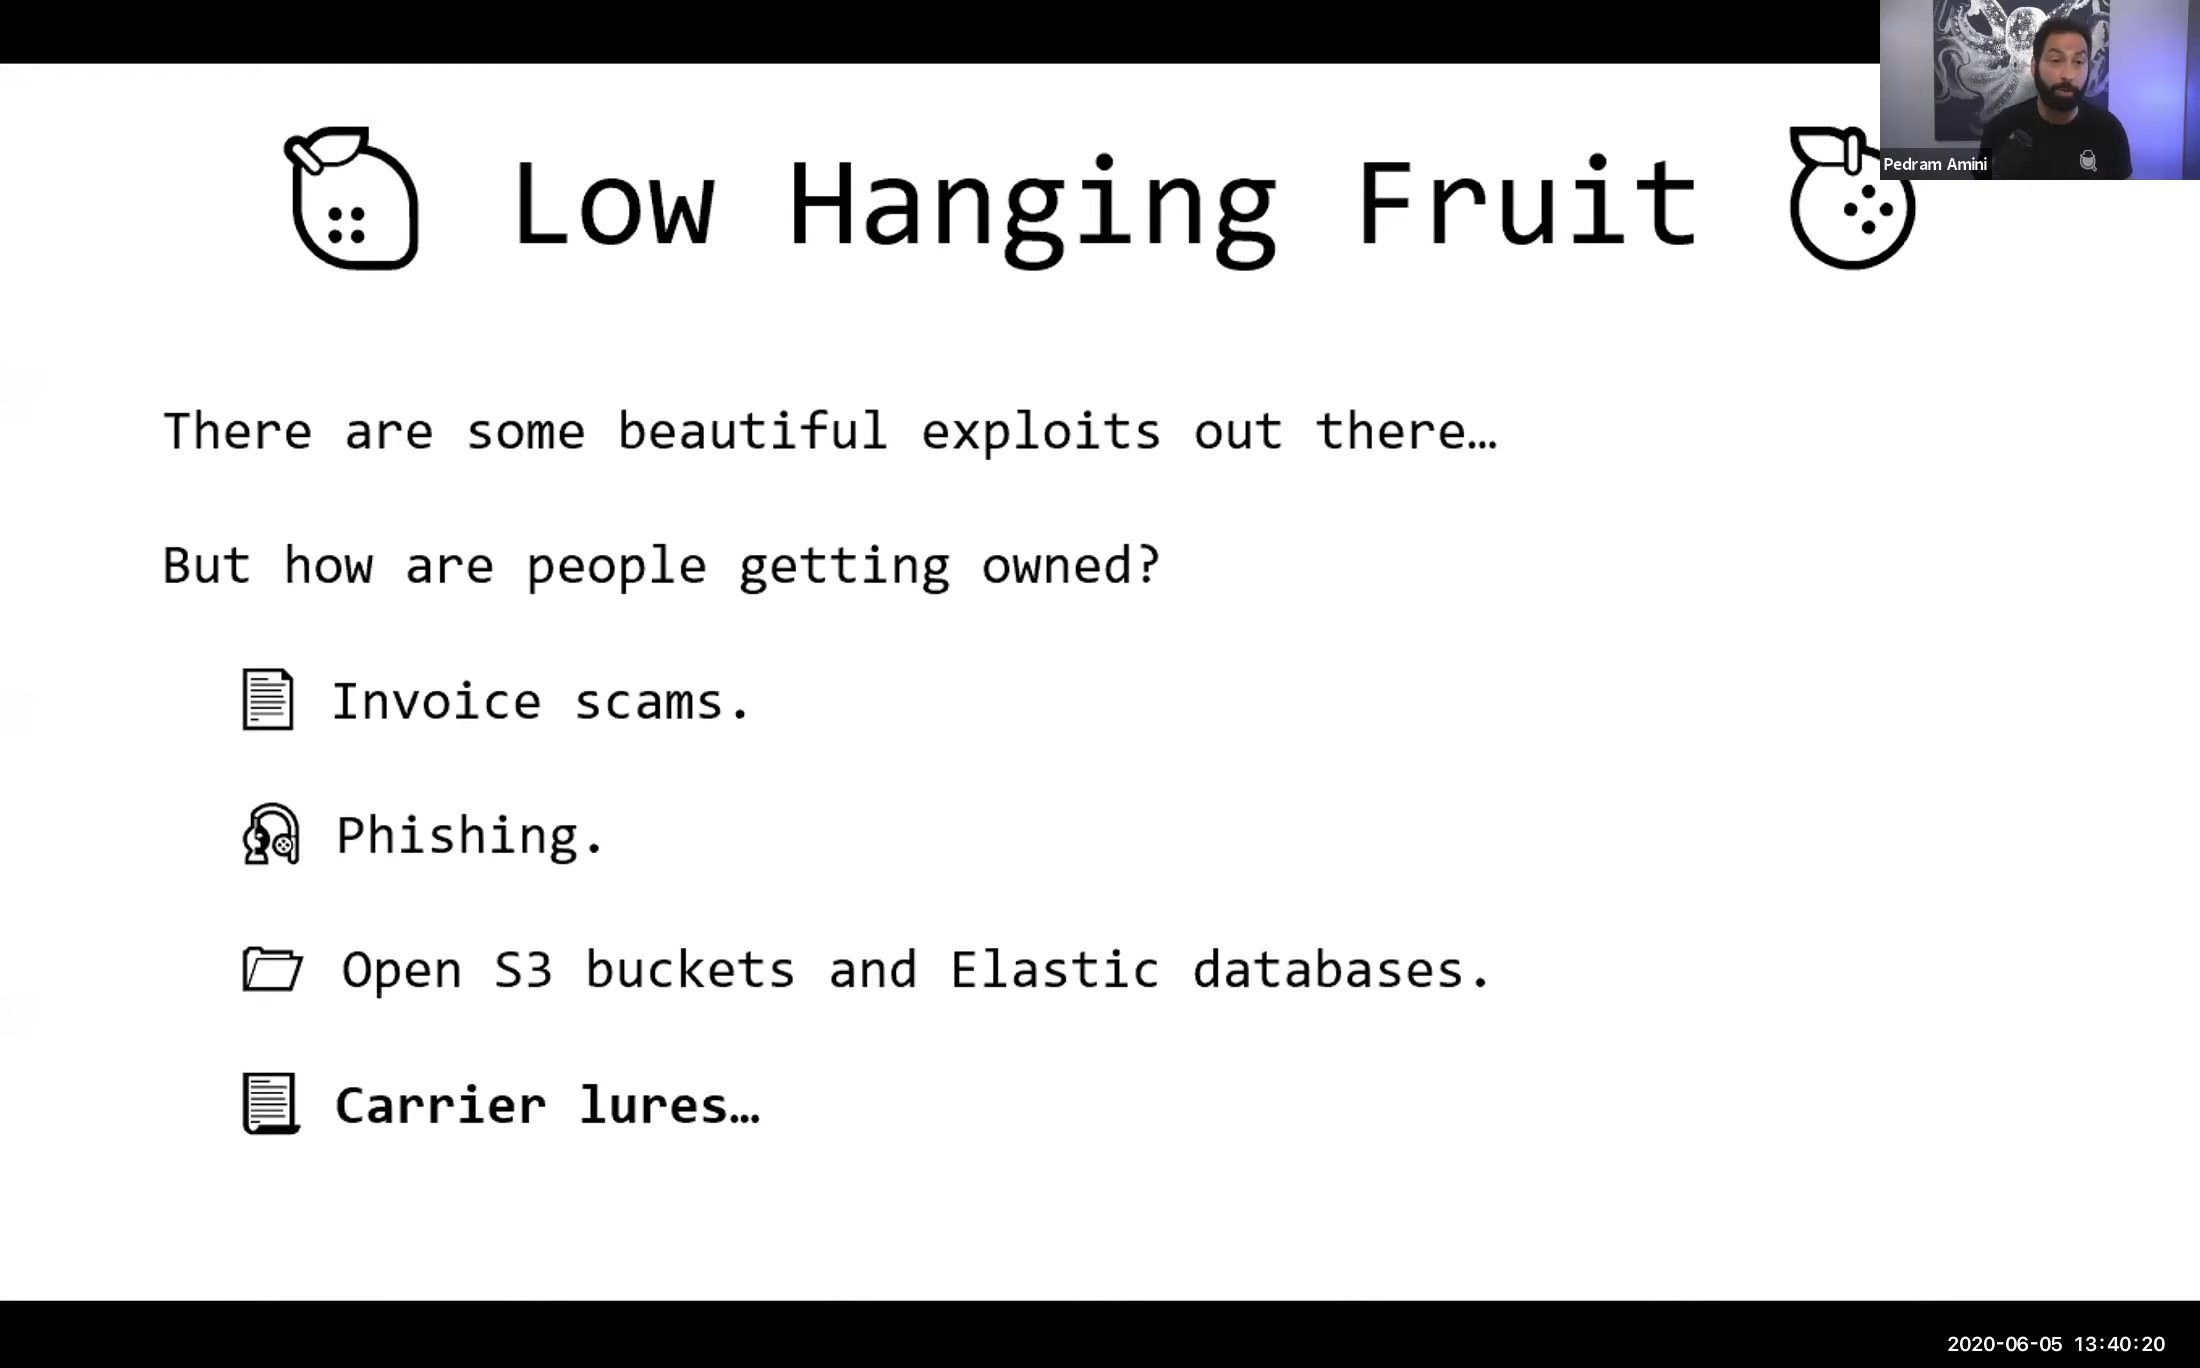 Low Hanging Fruit
Pedram Amini
There are some beautiful exploits out there…
But how are people getting owned?
Invoice scams.
Phishing.
Open S3 buckets and Elastic databases.
Carrier lures…
2020-06-05 13:40:20